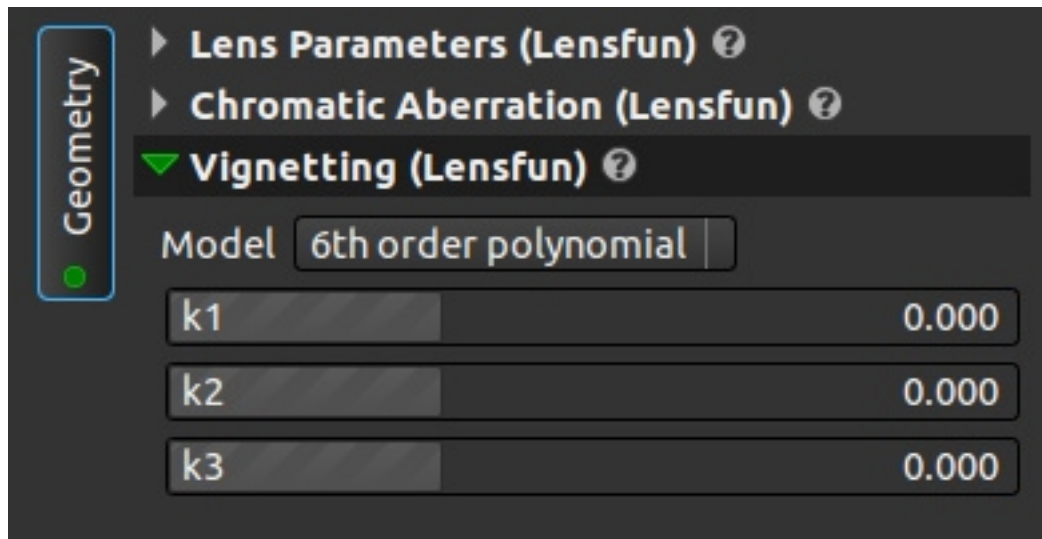 Geometry
Lens Parameters (Lensfun) ?
Chromatic Aberration (Lensfun) ?
Vignetting (Lensfun) ?
Model 6th order polynomial
k1 0.000
k2 0.000
k3 0.000